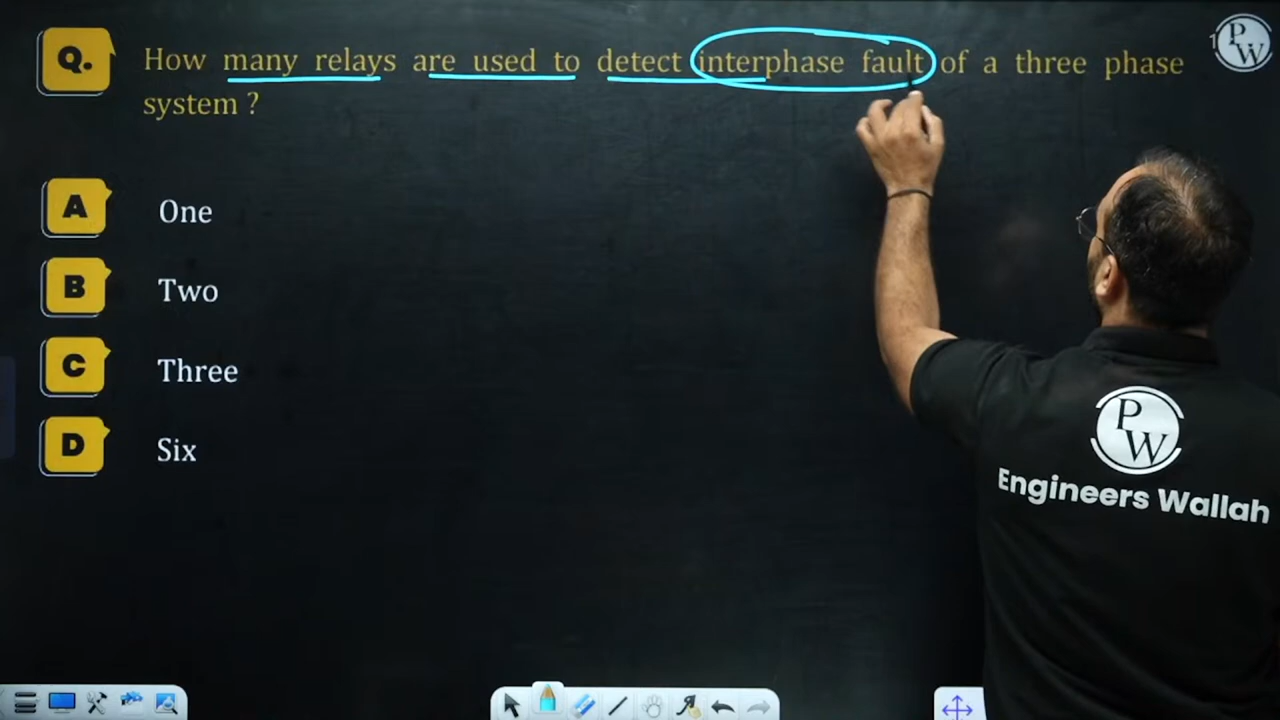 Q. How many relays are used to detect interphase fault of a three phase
system ?
A One
B Two
C Three
D Six
PW
PW
Engineers Wallah